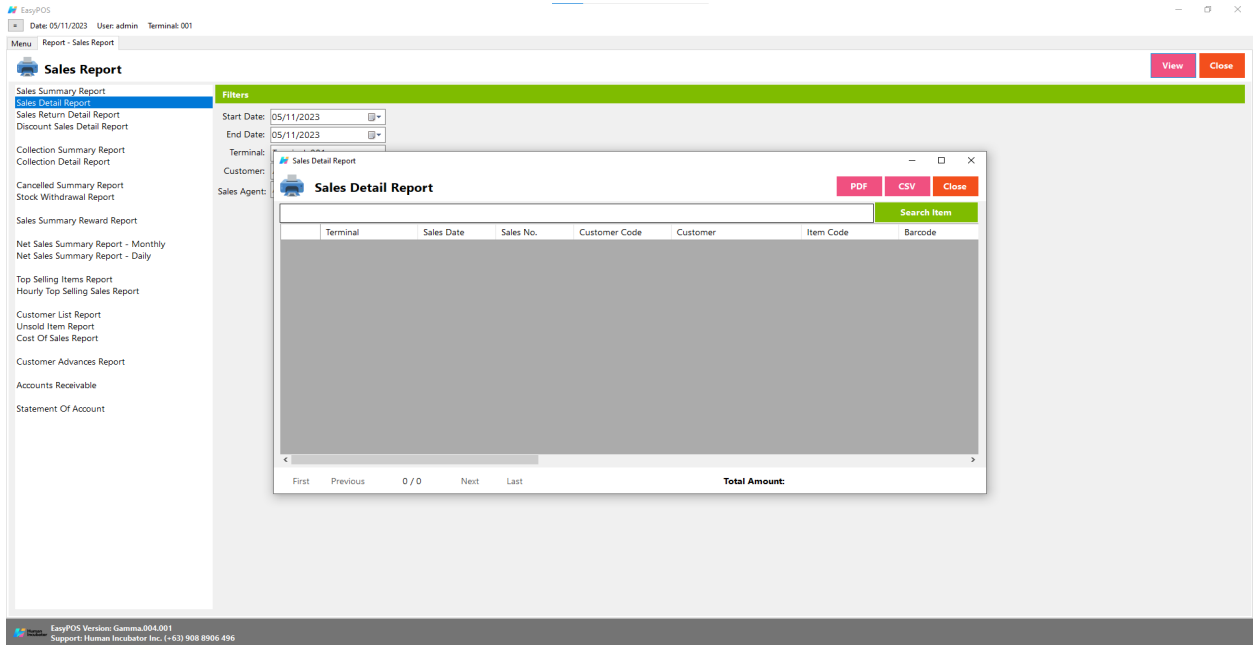 EasyPOS
Date: 05/11/2023 User: admin Terminal: 001
Menu Report - Sales Report
Sales Report
View Close
Sales Summary Report
Sales Detail Report
Sales Return Detail Report
Discount Sales Detail Report
Collection Summary Report
Collection Detail Report
Cancelled Summary Report
Stock Withdrawal Report
Sales Summary Reward Report
Net Sales Summary Report - Monthly
Net Sales Summary Report - Daily
Top Selling Items Report
Hourly Top Selling Sales Report
Customer List Report
Unsold Item Report
Cost Of Sales Report
Customer Advances Report
Accounts Receivable
Statement Of Account
Filters
Start Date: 05/11/2023
End Date: 05/11/2023
Terminal:
Customer:
Sales Agent:
Sales Detail Report
Sales Detail Report
PDF CSV Close
Search Item
Terminal Sales Date Sales No. Customer Code Customer Item Code Barcode
First Previous 0 / 0 Next Last Total Amount:
Human Incubator
EasyPOS Version: Gamma.004.001
Support: Human Incubator Inc. (+63) 908 8906 496